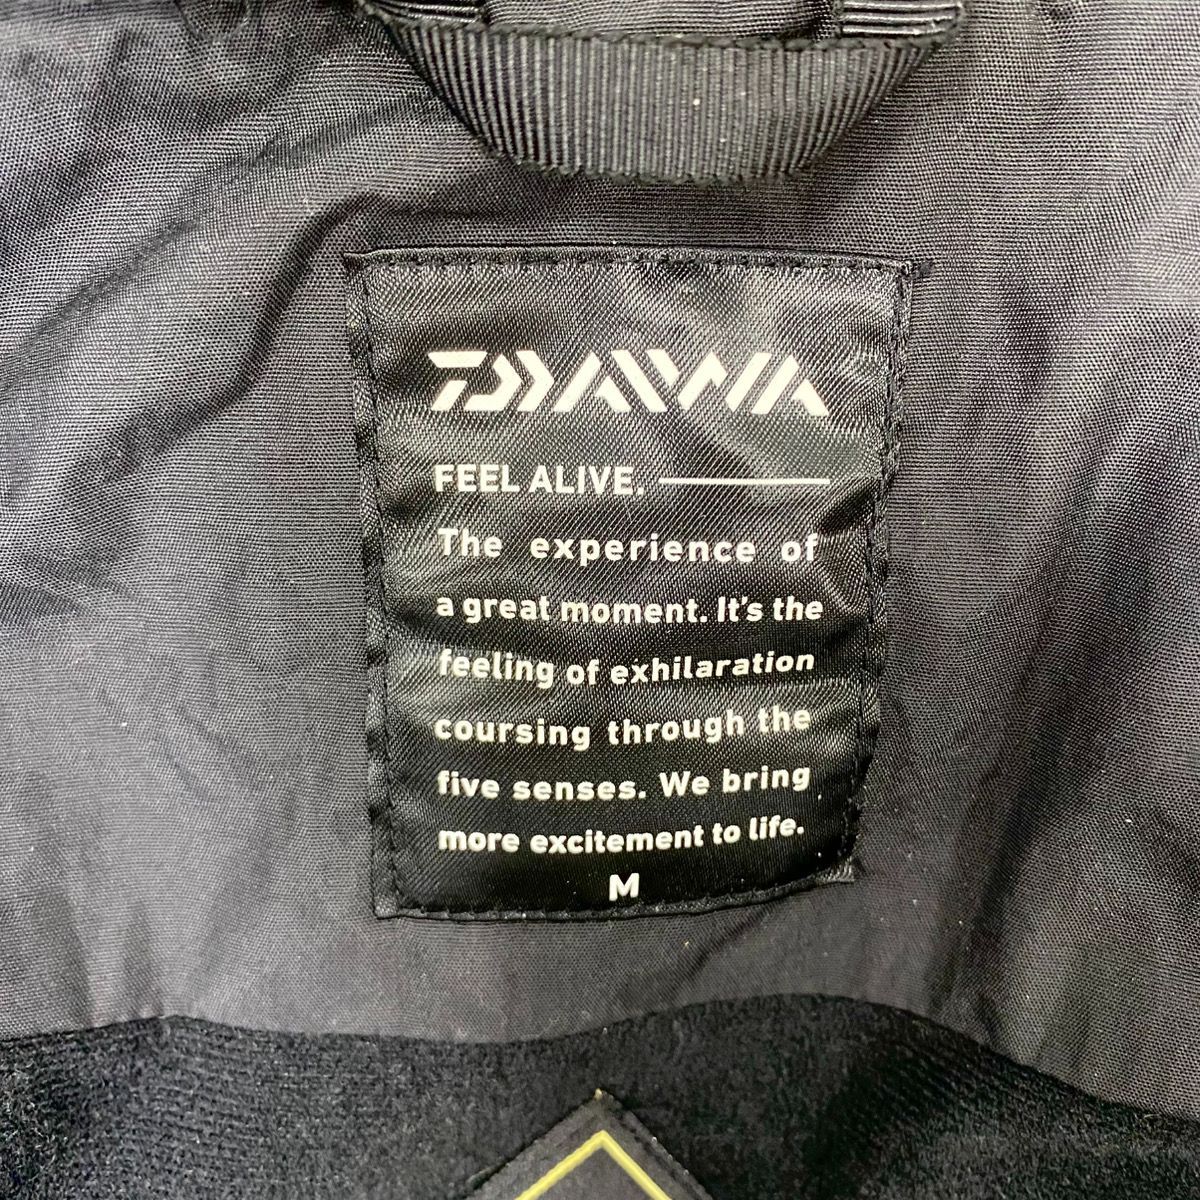 DAIWA
FEEL ALIVE.
The experience of
a great moment. It's the
feeling of exhilaration
coursing through the
five senses. We bring
more excitement to life.
M